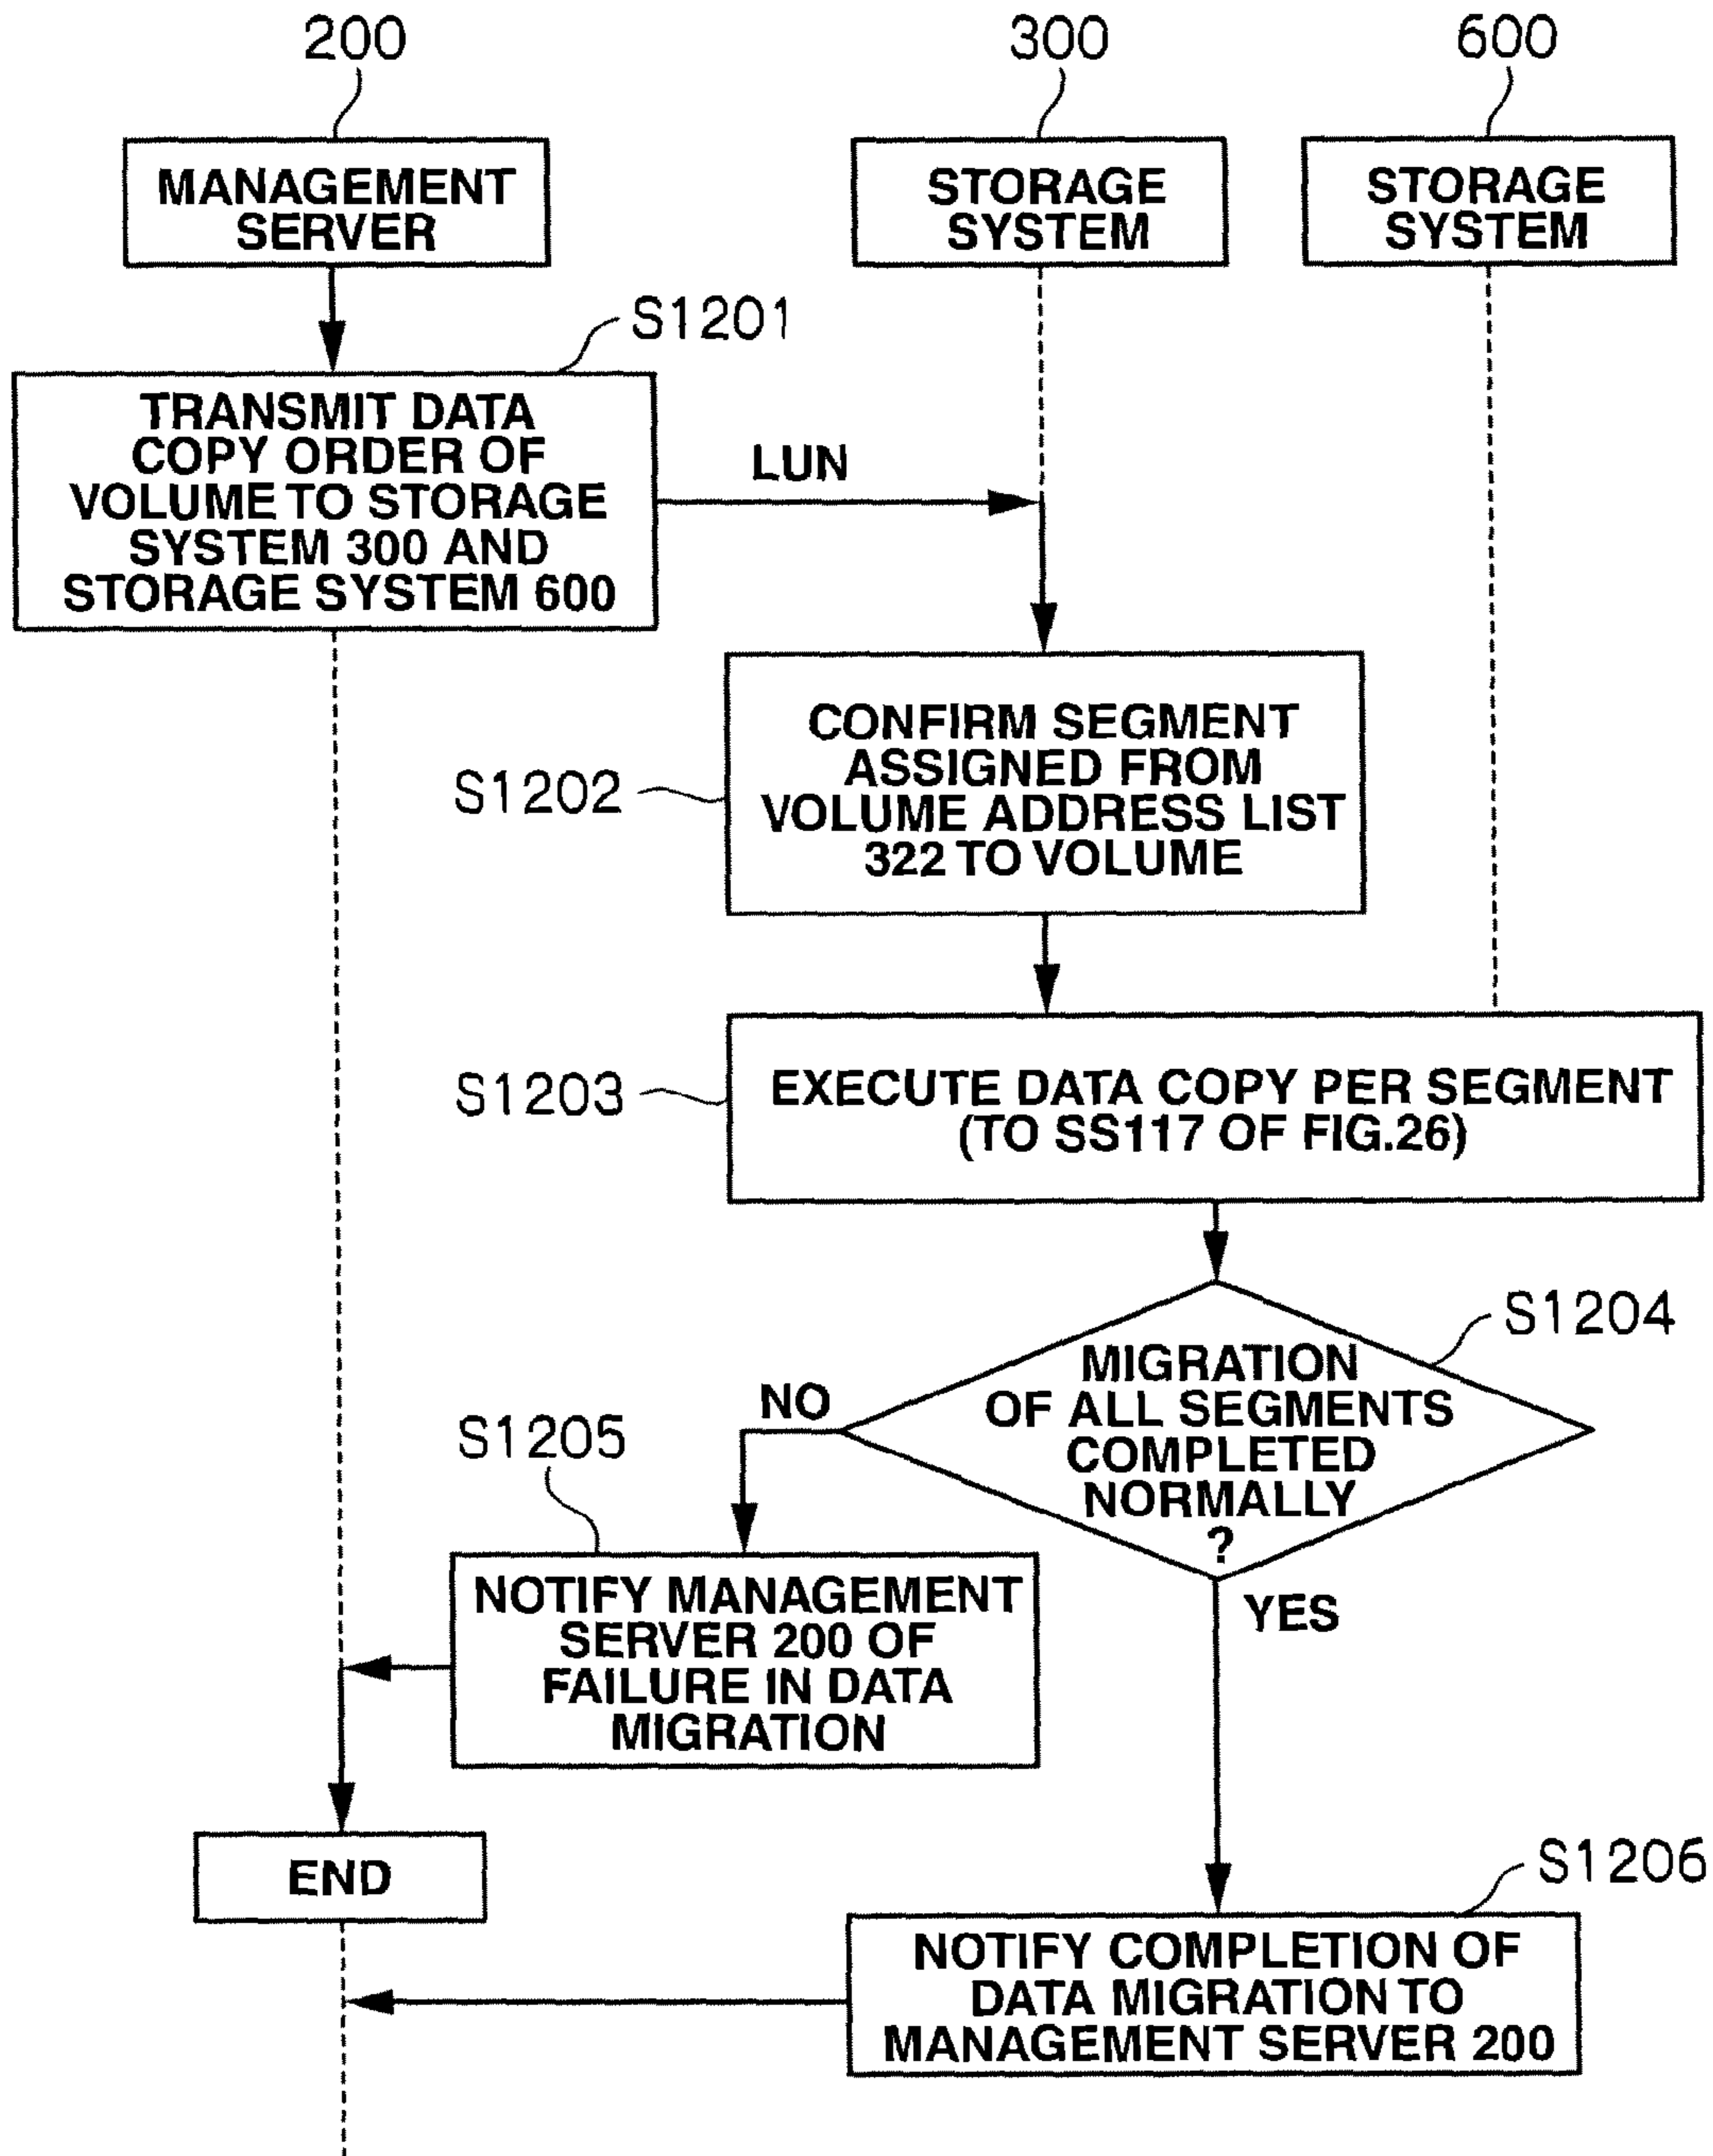 200
300
600
MANAGEMENT
SERVER
STORAGE
SYSTEM
STORAGE
SYSTEM
S1201
TRANSMIT DATA
COPY ORDER OF
VOLUME TO STORAGE
SYSTEM 300 AND
STORAGE SYSTEM 600
LUN
S1202
CONFIRM SEGMENT
ASSIGNED FROM
VOLUME ADDRESS LIST
322 TO VOLUME
S1203
EXECUTE DATA COPY PER SEGMENT
(TO SS117 OF FIG.26)
S1204
MIGRATION
OF ALL SEGMENTS
COMPLETED
NORMALLY
?
NO
YES
S1205
NOTIFY MANAGEMENT
SERVER 200 OF
FAILURE IN DATA
MIGRATION
END
S1206
NOTIFY COMPLETION OF
DATA MIGRATION TO
MANAGEMENT SERVER 200